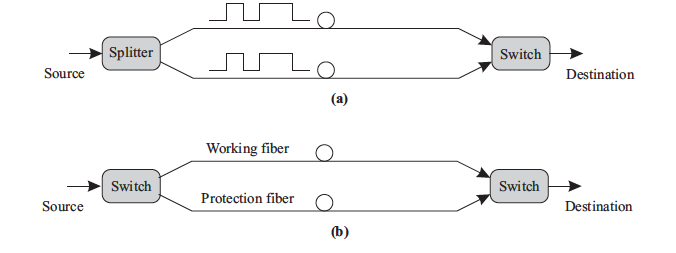 Splitter
Switch
Source
Destination
(a)
Working fiber
Switch
Protection fiber
Switch
Source
Destination
(b)